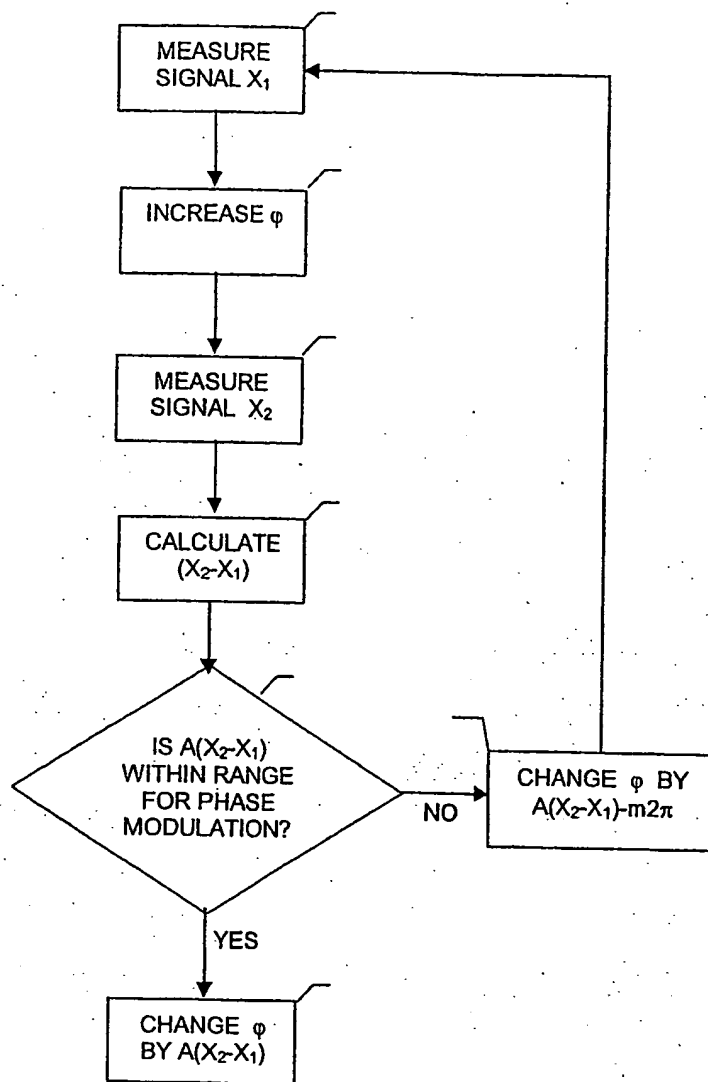 MEASURE
SIGNAL X₁
INCREASE φ
MEASURE
SIGNAL X₂
CALCULATE
(X₂-X₁)
IS A(X₂-X₁)
WITHIN RANGE
FOR PHASE
MODULATION?
NO
CHANGE φ BY
A(X₂-X₁)-m2π
YES
CHANGE φ
BY A(X₂-X₁)